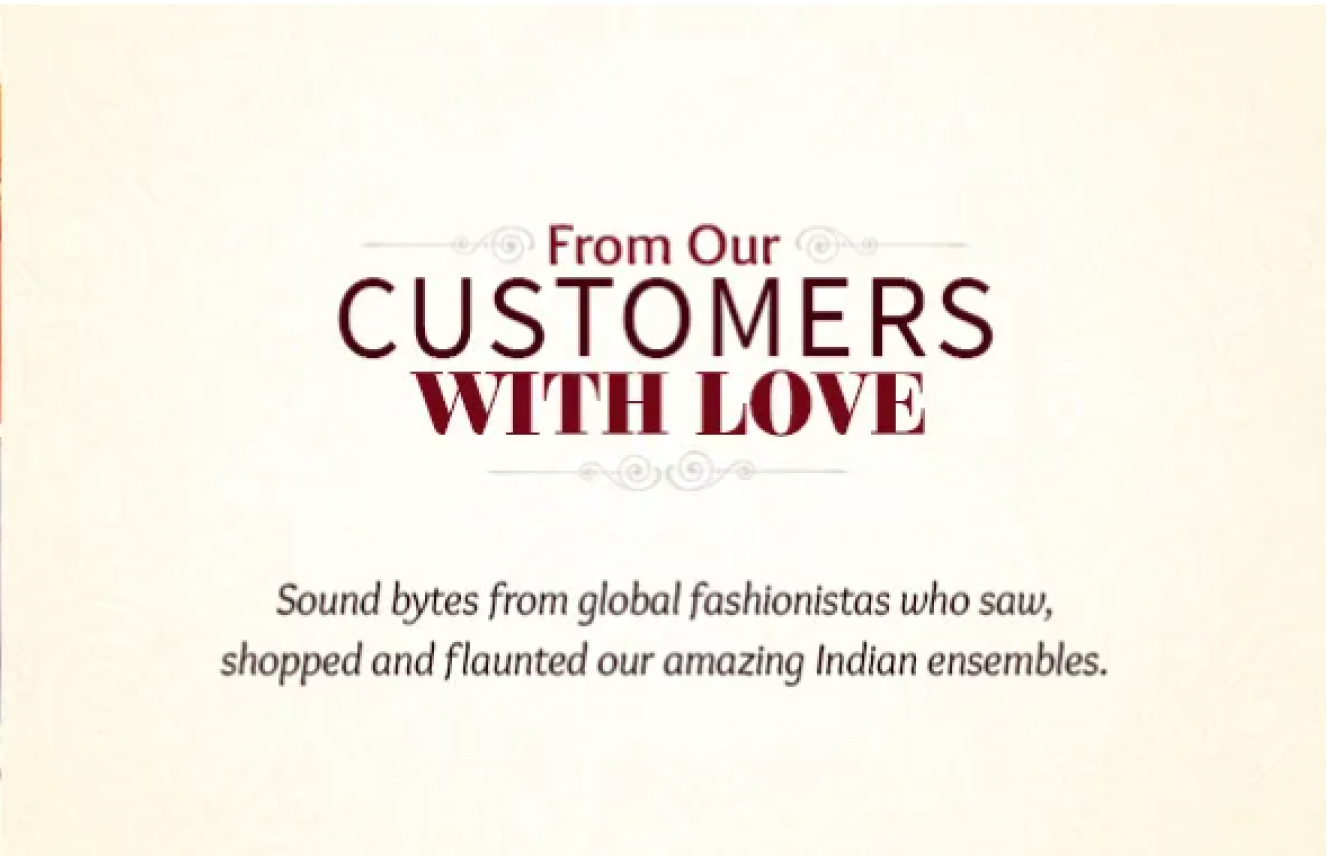 From Our
CUSTOMERS
WITH LOVE
Sound bytes from global fashionistas who saw,
shopped and flaunted our amazing Indian ensembles.